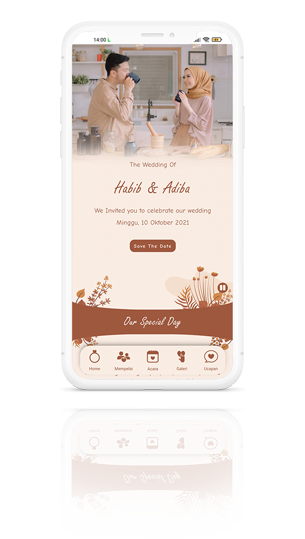 14:00
The Wedding Of
Habib & Adiba
We Invited you to celebrate our wedding
Minggu, 10 Oktober 2021
Save The Date
Our Special Day
Home Mempelai Acara Galeri Ucapan